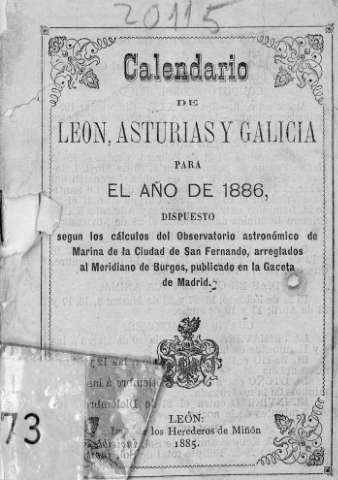 20115
Calendario
DE
LEON, ASTURIAS Y GALICIA
PARA
EL AÑO DE 1886,
DISPUESTO
segun los cálculos del Observatorio astronómico de
Marina de la Ciudad de San Fernando, arreglados
al Meridiano de Burgos, publicado en la Gaceta
de Madrid.
73
LEÓN:
los Herederos de Miñón
1885.